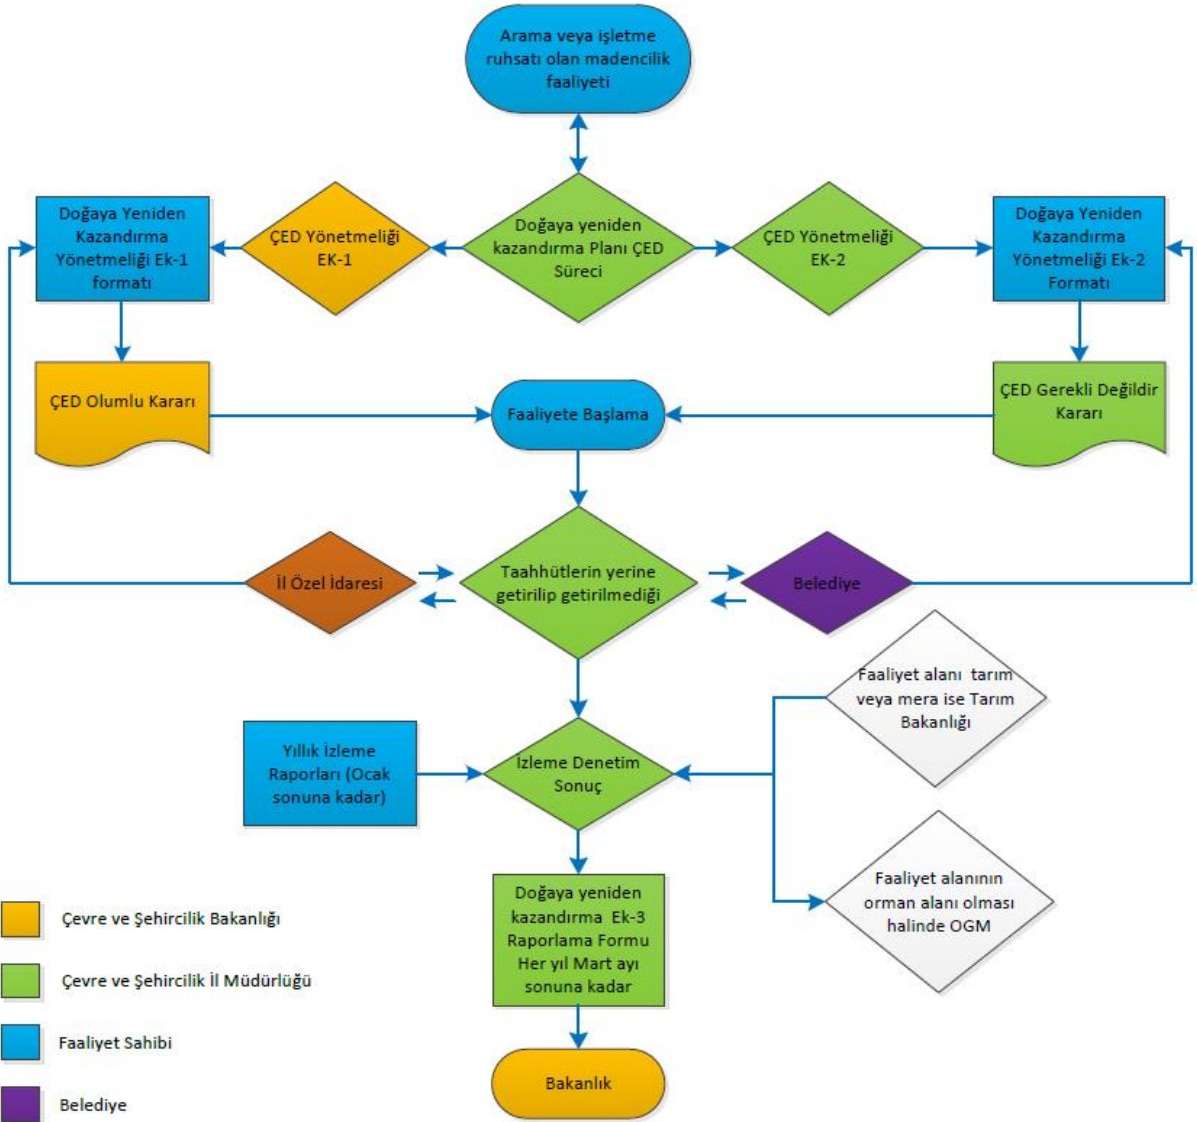 Arama veya işletme
ruhsatı olan madencilik
faaliyeti
Doğaya Yeniden
Kazandırma
Yönetmeliği Ek-1
formatı
ÇED Yönetmeliği
EK-1
Doğaya yeniden
kazandırma Planı ÇED
Süreci
ÇED Yönetmeliği
EK-2
Doğaya Yeniden
Kazandırma
Yönetmeliği Ek-2
Formatı
ÇED Olumlu Kararı
Faaliyete Başlama
ÇED Gerekli Değildir
Kararı
İl Özel İdaresi
Taahhütlerin yerine
getirilip getirilmediği
Belediye
Faaliyet alanı tarım
veya mera ise Tarım
Bakanlığı
Yıllık İzleme
Raporları (Ocak
sonuna kadar)
İzleme Denetim
Sonuç
Faaliyet alanının
orman alanı olması
halinde OGM
Doğaya yeniden
kazandırma Ek-3
Raporlama Formu
Her yıl Mart ayı
sonuna kadar
Bakanlık
Çevre ve Şehircilik Bakanlığı
Çevre ve Şehircilik İl Müdürlüğü
Faaliyet Sahibi
Belediye